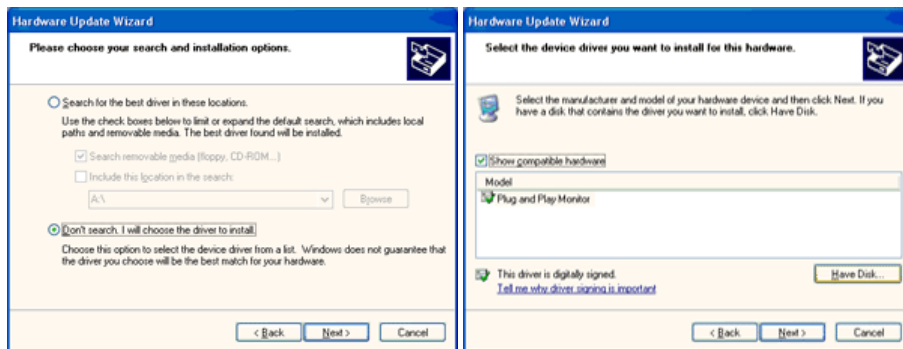 Hardware Update Wizard
Please choose your search and installation options.
Search for the best driver in these locations.
Use the check boxes below to limit or expand the default search, which includes local
paths and removable media. The best driver found will be installed.
Search removable media (floppy, CD-ROM...)
Include this location in the search:
A:\
Browse
Don't search. I will choose the driver to install.
Choose this option to select the device driver from a list. Windows does not guarantee that
the driver you choose will be the best match for your hardware.
< Back
Next >
Cancel
Hardware Update Wizard
Select the device driver you want to install for this hardware.
Select the manufacturer and model of your hardware device and then click Next. If you
have a disk that contains the driver you want to install, click Have Disk.
Show compatible hardware
Model
Plug and Play Monitor
This driver is digitally signed.
Tell me why driver signing is important
Have Disk...
< Back
Next >
Cancel